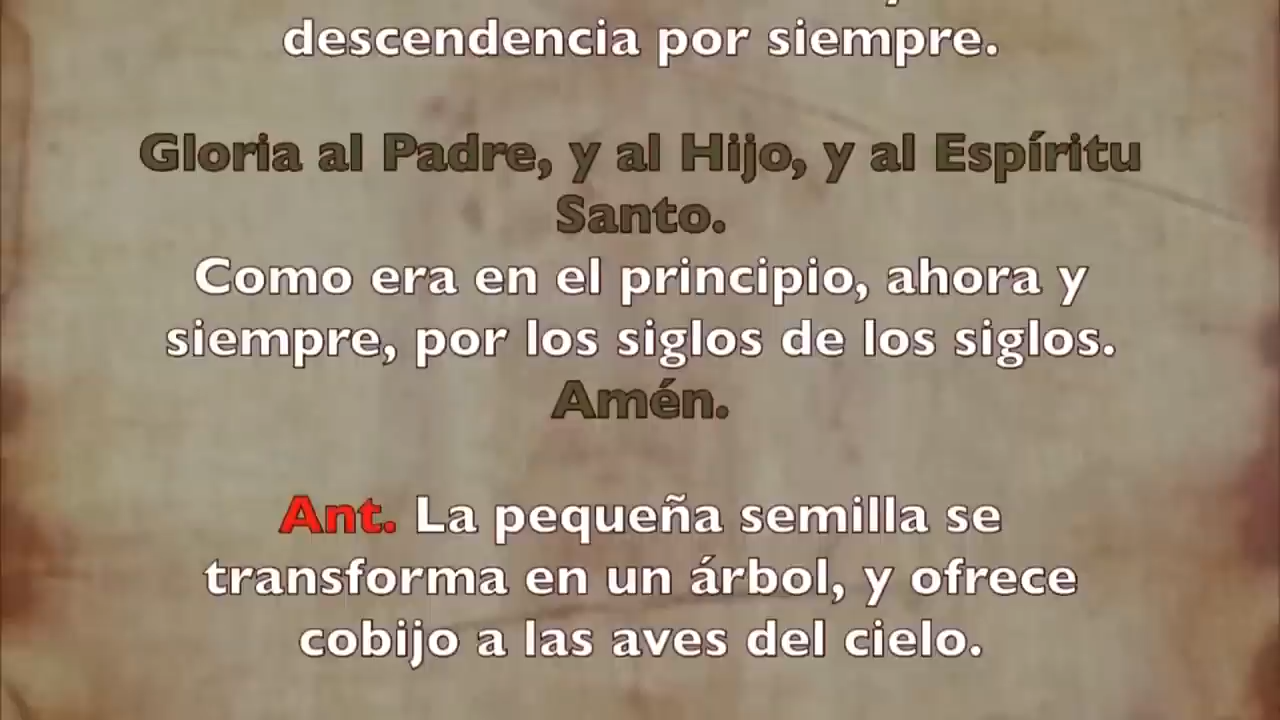 descendencia por siempre.
Gloria al Padre, y al Hijo, y al Espíritu
Santo.
Como era en el principio, ahora y
siempre, por los siglos de los siglos.
Amén.
Ant. La pequeña semilla se
transforma en un árbol, y ofrece
cobijo a las aves del cielo.